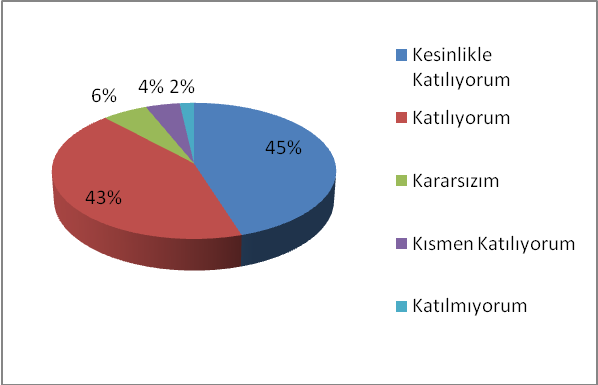 4% 2%
6%
45%
43%
Kesinlikle
Katılıyorum
Katılıyorum
Kararsızım
Kısmen Katılıyorum
Katılmıyorum